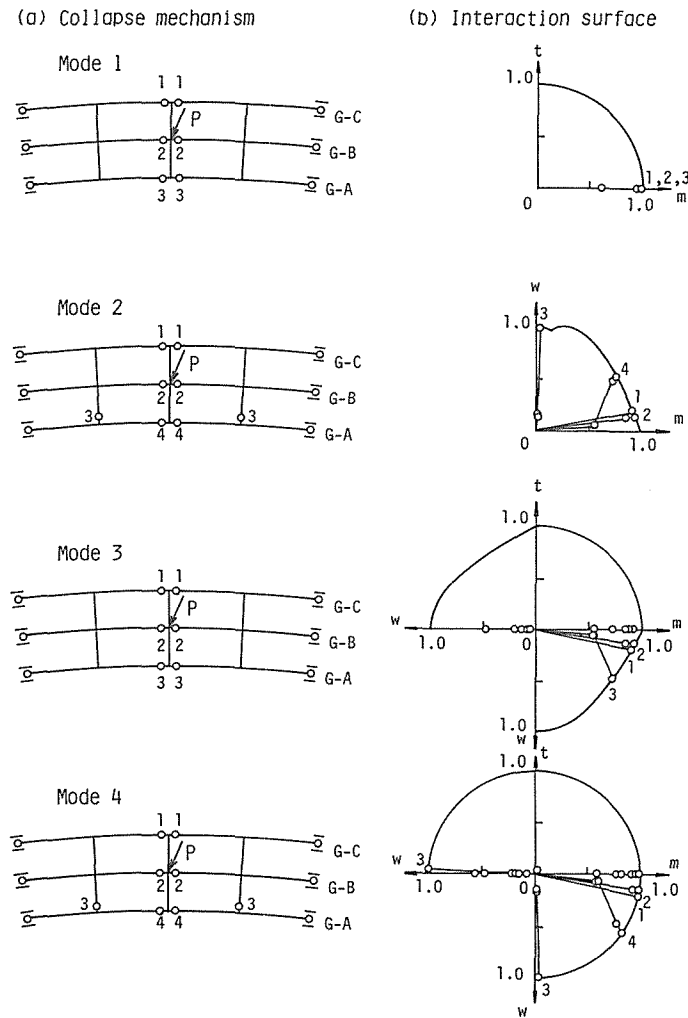 (a) Collapse mechanism
(b) Interaction surface
Mode 1
1 1
P
G-C
2 2
G-B
3 3
G-A
t
1.0
1,2,3
0
1.0 m
Mode 2
1 1
P
G-C
2 2
G-B
3 3
4 4
G-A
w
3
1.0
4
1
2
m
0
1.0
Mode 3
1 1
P
G-C
2 2
G-B
3 3
G-A
t
1.0
w
m
1.0
0
1.0
2
1
3
1.0
w
Mode 4
1 1
P
G-C
2 2
G-B
3 3
4 4
G-A
t
1.0
3
w
m
1.0
0
1.0
2
1
4
1.0
3
w